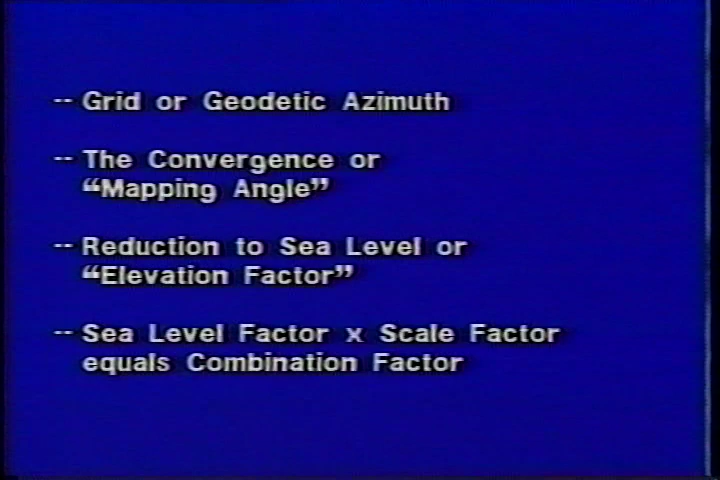 -- Grid or Geodetic Azimuth
-- The Convergence or
“Mapping Angle”
-- Reduction to Sea Level or
“Elevation Factor”
-- Sea Level Factor x Scale Factor
equals Combination Factor